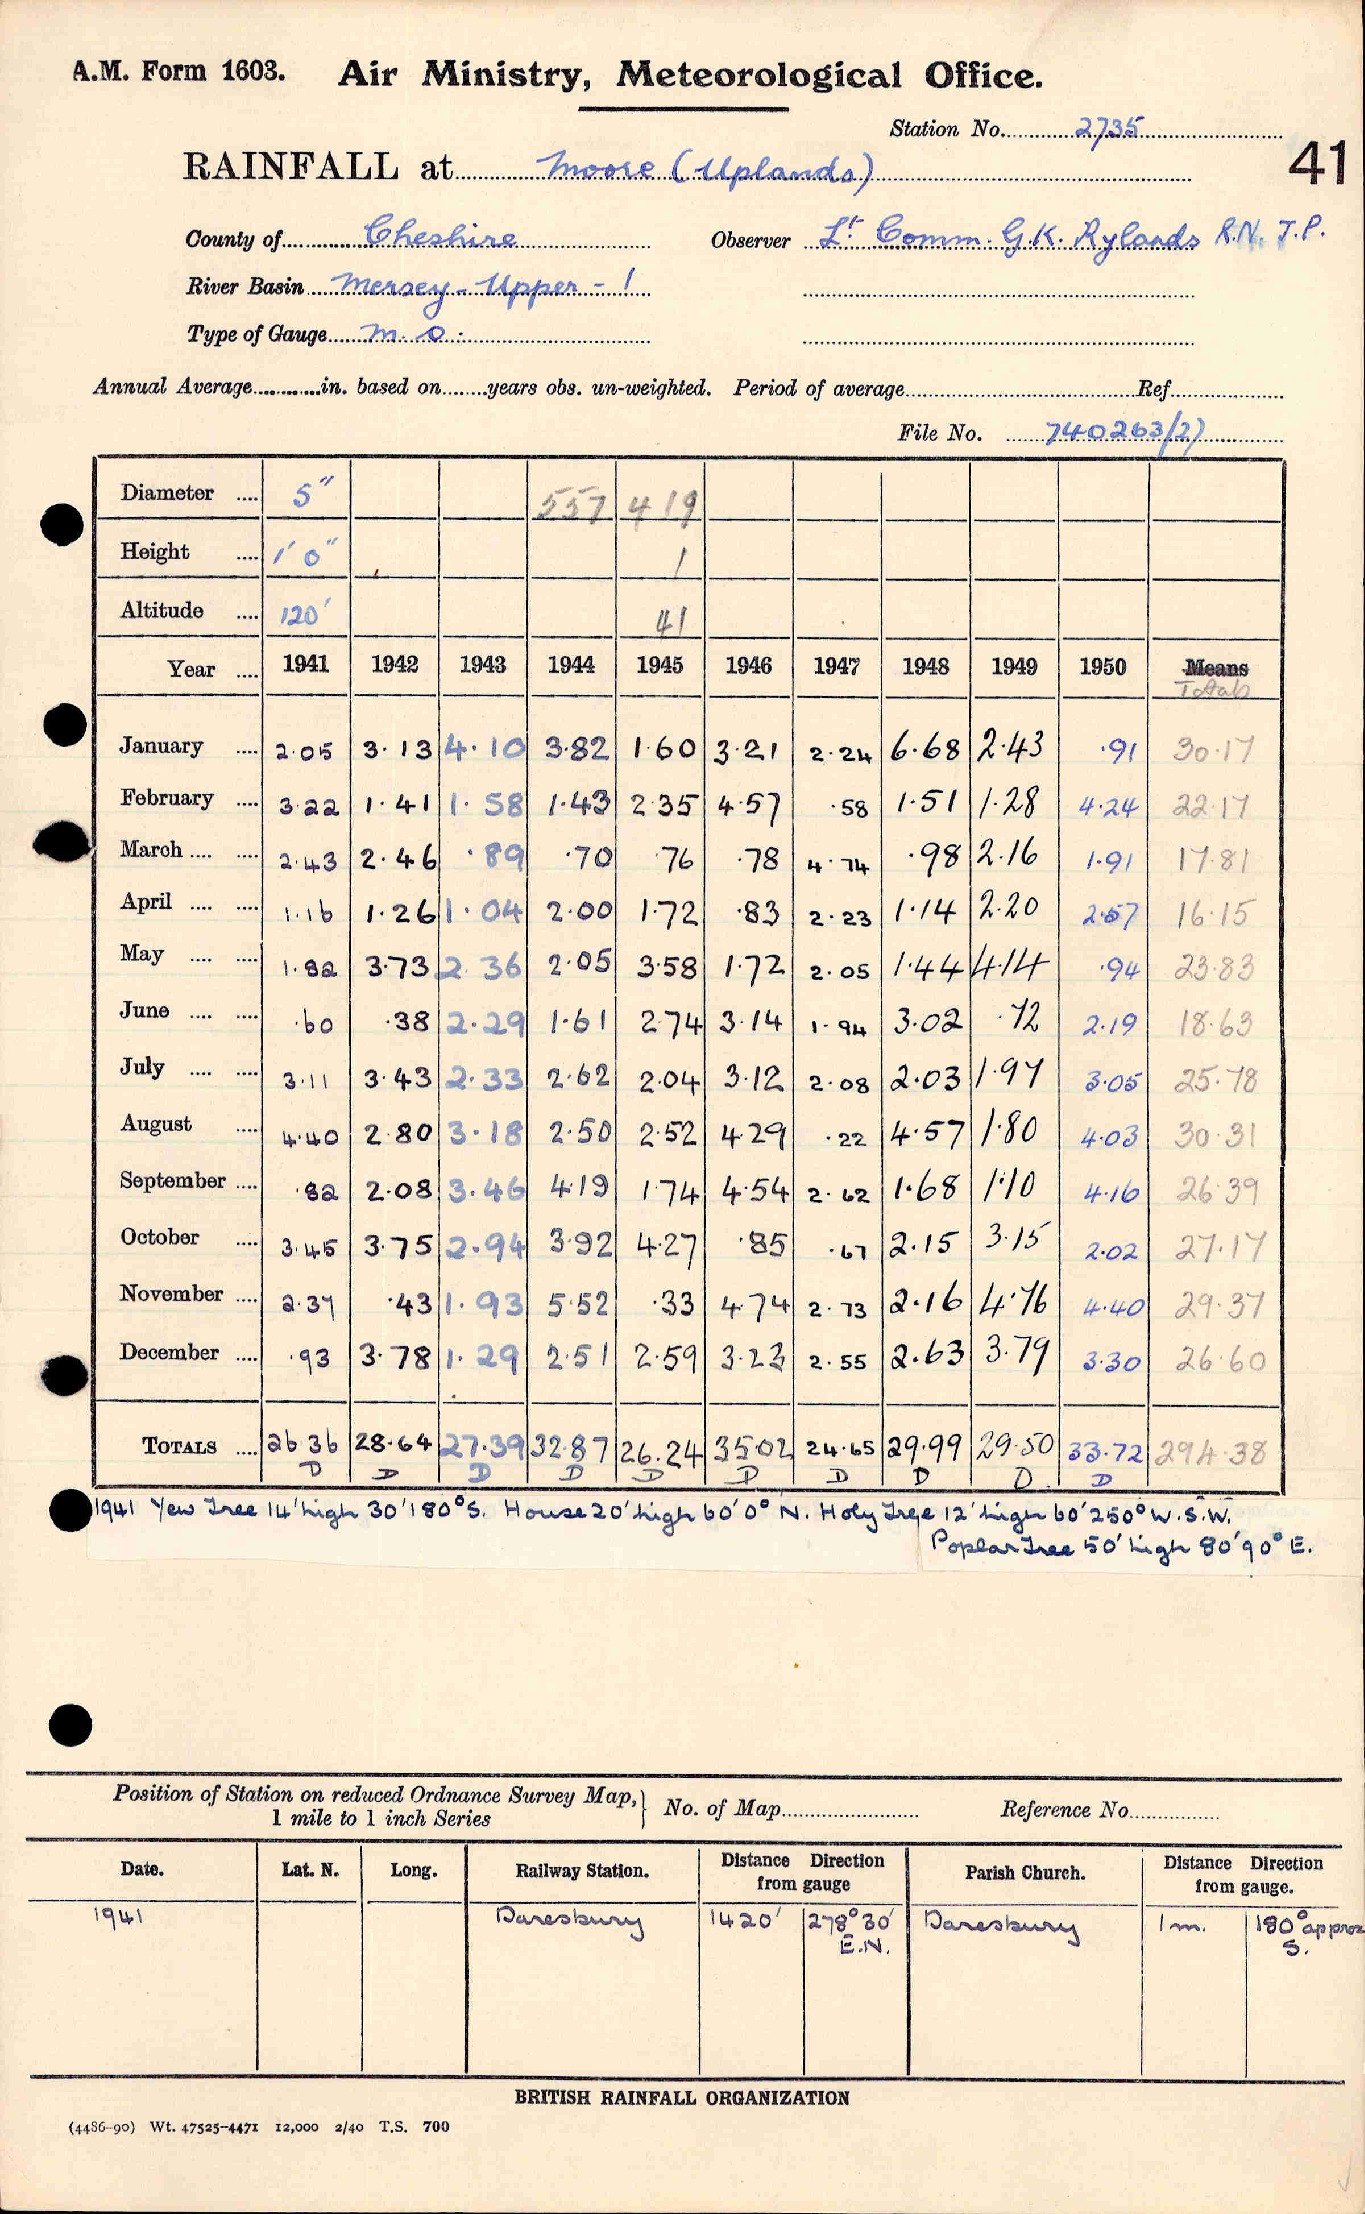 A.M. Form 1603. Air Ministry, Meteorological Office.
Station No. 2735
41
RAINFALL at Moore (Uplands)
County of Cheshire Observer Lt Comm. G.K. Rylands R.N. J.P.
River Basin Mersey - Upper - 1
Type of Gauge M.O.
Annual Average in. based on years obs. un-weighted. Period of average Ref
File No. 740263/27
Diameter 5" 557 419
Height 1' 0" 1
Altitude 120' 41
Year 1941 1942 1943 1944 1945 1946 1947 1948 1949 1950 Means
Totals
January 2.05 3.13 4.10 3.82 1.60 3.21 2.24 6.68 2.43 .91 30.17
February 3.22 1.41 1.58 1.43 2.35 4.57 .58 1.51 1.28 4.24 22.17
March 2.43 2.46 .89 .70 .76 .78 4.74 .98 2.16 1.91 17.81
April 1.16 1.26 1.04 2.00 1.72 .83 2.23 1.14 2.20 2.57 16.15
May 1.82 3.73 2.36 2.05 3.58 1.72 2.05 1.44 4.14 .94 23.83
June .60 .38 2.29 1.61 2.74 3.14 1.94 3.02 .72 2.19 18.63
July 3.11 3.43 2.33 2.62 2.04 3.12 2.08 2.03 1.97 3.05 25.78
August 4.40 2.80 3.18 2.50 2.52 4.29 .22 4.57 1.80 4.03 30.31
September .82 2.08 3.46 4.19 1.74 4.54 2.62 1.68 1.10 4.16 26.39
October 3.45 3.75 2.94 3.92 4.27 .85 .67 2.15 3.15 2.02 27.17
November 2.37 .43 1.93 5.52 .33 4.74 2.73 2.16 4.76 4.40 29.37
December .93 3.78 1.29 2.51 2.59 3.23 2.55 2.63 3.79 3.30 26.60
TOTALS 26.36 28.64 27.39 32.87 26.24 35.02 24.65 29.99 29.50 33.72 294.38
D D D D D D D D D D
1941 Yew Tree 14' high 30' 180° S. House 20' high 60' 0° N. Holy Tree 12' high 60' 250° W.S.W.
Poplar Tree 50' high 80' 90° E.
Position of Station on reduced Ordnance Survey Map, 1 mile to 1 inch Series No. of Map Reference No.
Date. Lat. N. Long. Railway Station. Distance Direction from gauge Parish Church. Distance Direction from gauge.
1941 Daresbury 1420' 278° 30' Daresbury 1 m. 180° approx
E.N. S.
BRITISH RAINFALL ORGANIZATION
(4486-90) Wt. 47525-4471 12,000 2/40 T.S. 700